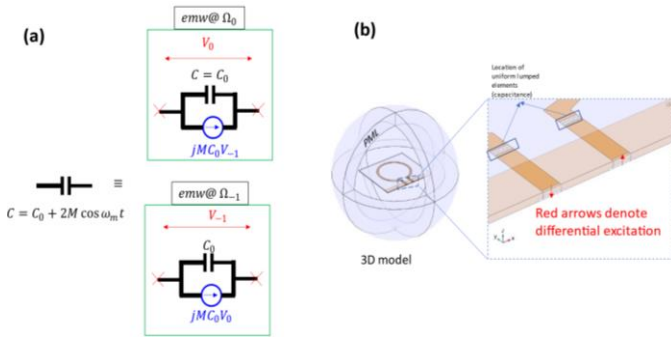 (a)
emw@ Ω₀
V₀
C = C₀
jMC₀V₋₁
≡
C = C₀ + 2M cos ωₘt
emw@ Ω₋₁
V₋₁
C₀
jMC₀V₀
(b)
PML
3D model
Location of
uniform lumped
elements
(capacitance)
Red arrows denote
differential excitation